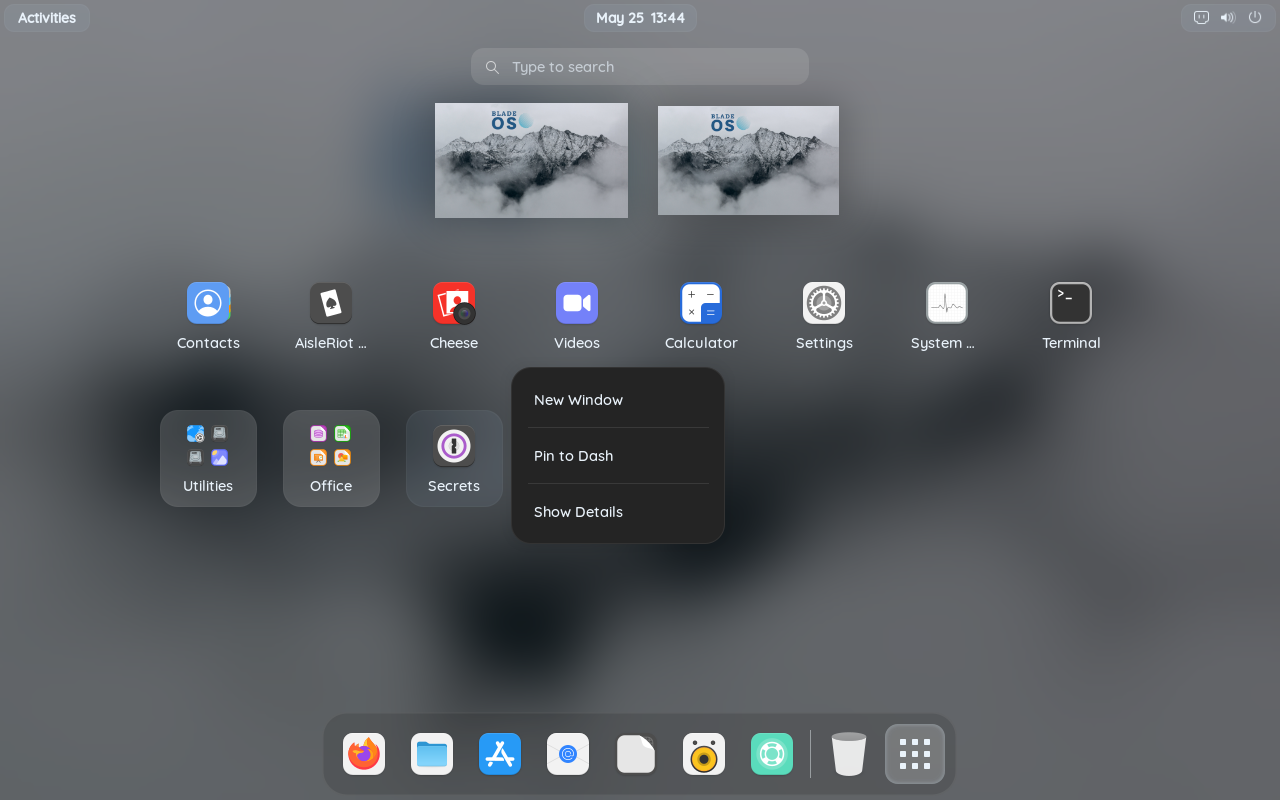 Activities
May 25 13:44
Type to search
BLADE
OS
BLADE
OS
Contacts
AisleRiot ...
Cheese
Videos
Calculator
Settings
System ...
Terminal
>_
New Window
Pin to Dash
Show Details
Utilities
Office
Secrets